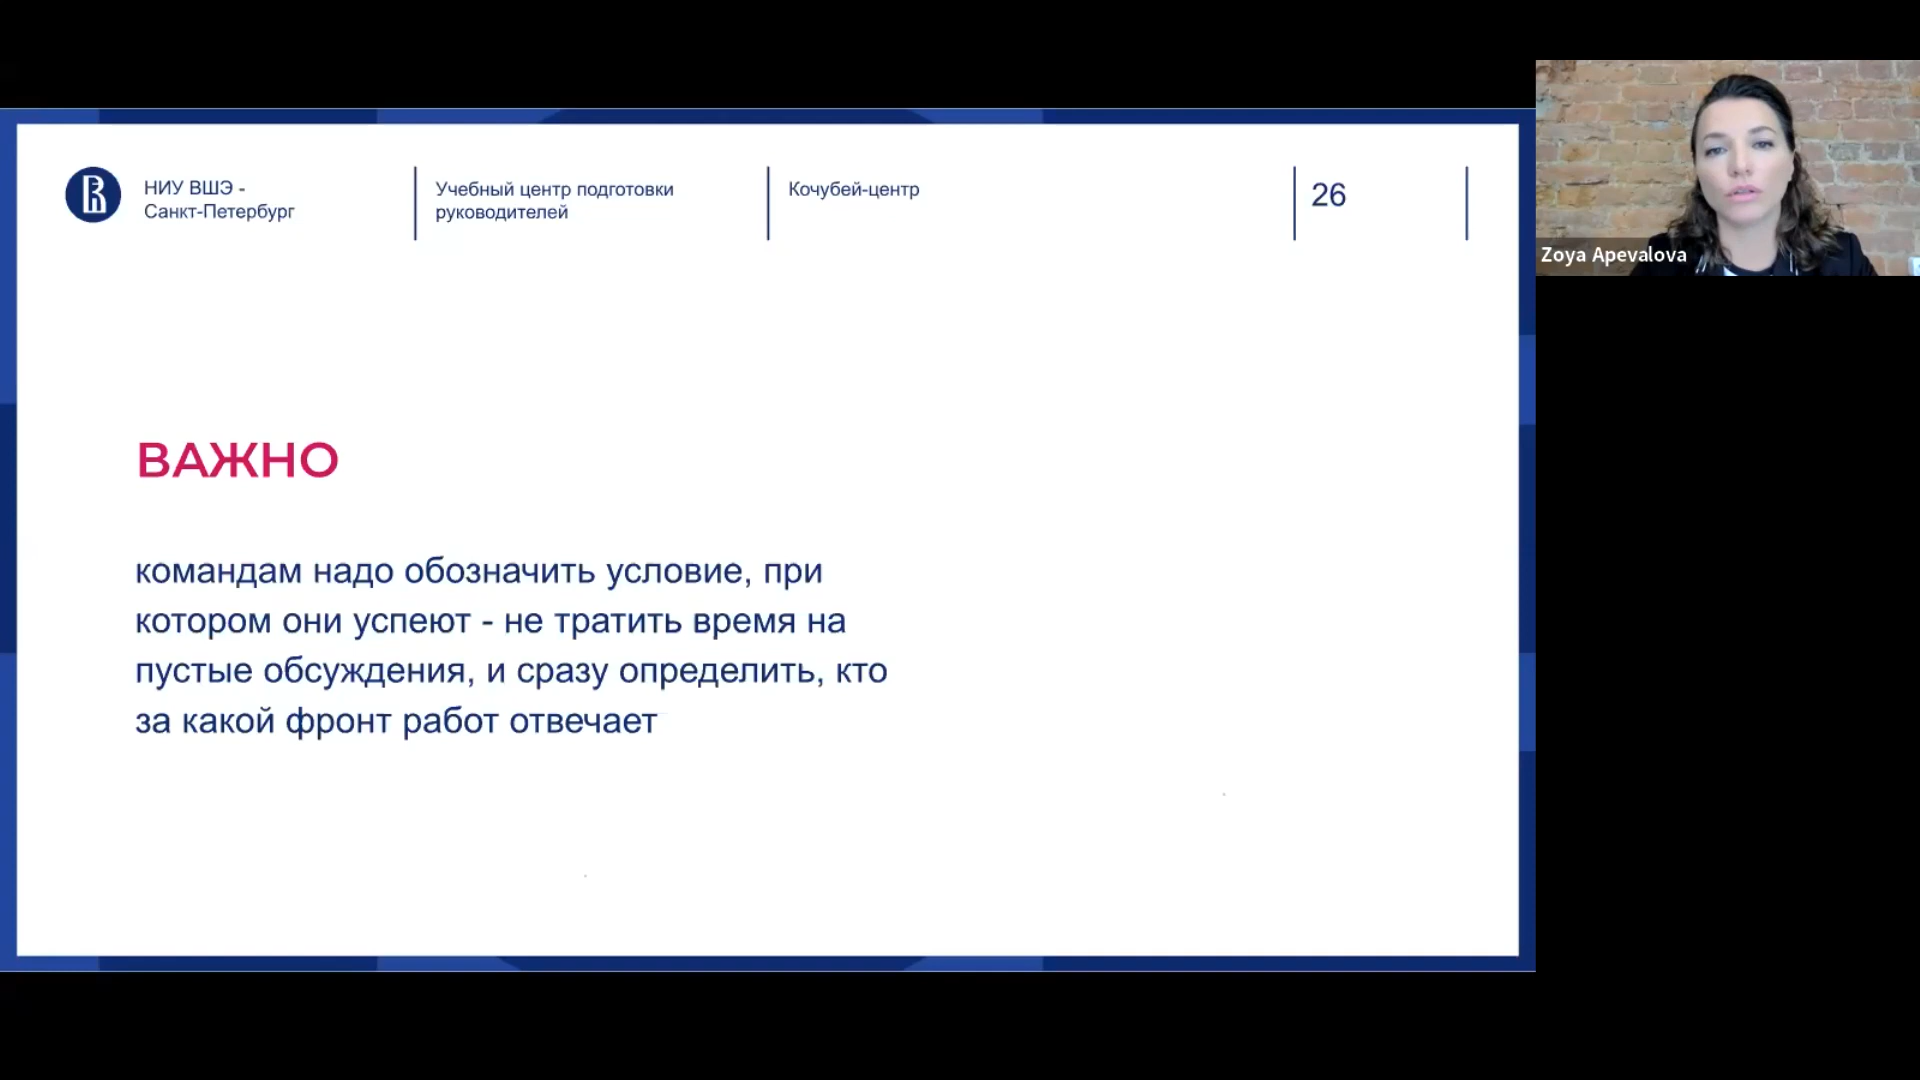 НИУ ВШЭ -
Санкт-Петербург
Учебный центр подготовки
руководителей
Кочубей-центр
26
Zoya Apevalova
ВАЖНО
командам надо обозначить условие, при
котором они успеют - не тратить время на
пустые обсуждения, и сразу определить, кто
за какой фронт работ отвечает